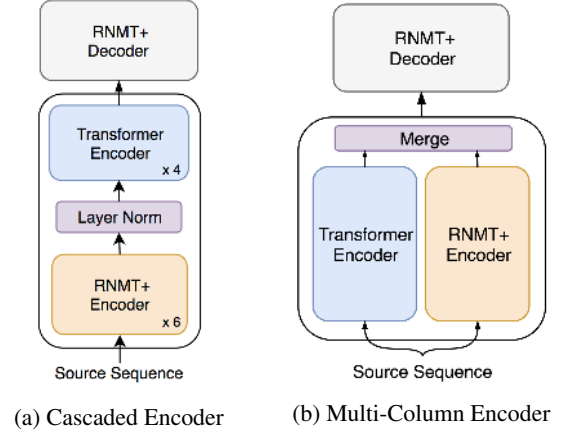 RNMT+
Decoder
Transformer
Encoder
x 4
Layer Norm
RNMT+
Encoder
x 6
Source Sequence
(a) Cascaded Encoder
RNMT+
Decoder
Merge
Transformer
Encoder
RNMT+
Encoder
Source Sequence
(b) Multi-Column Encoder